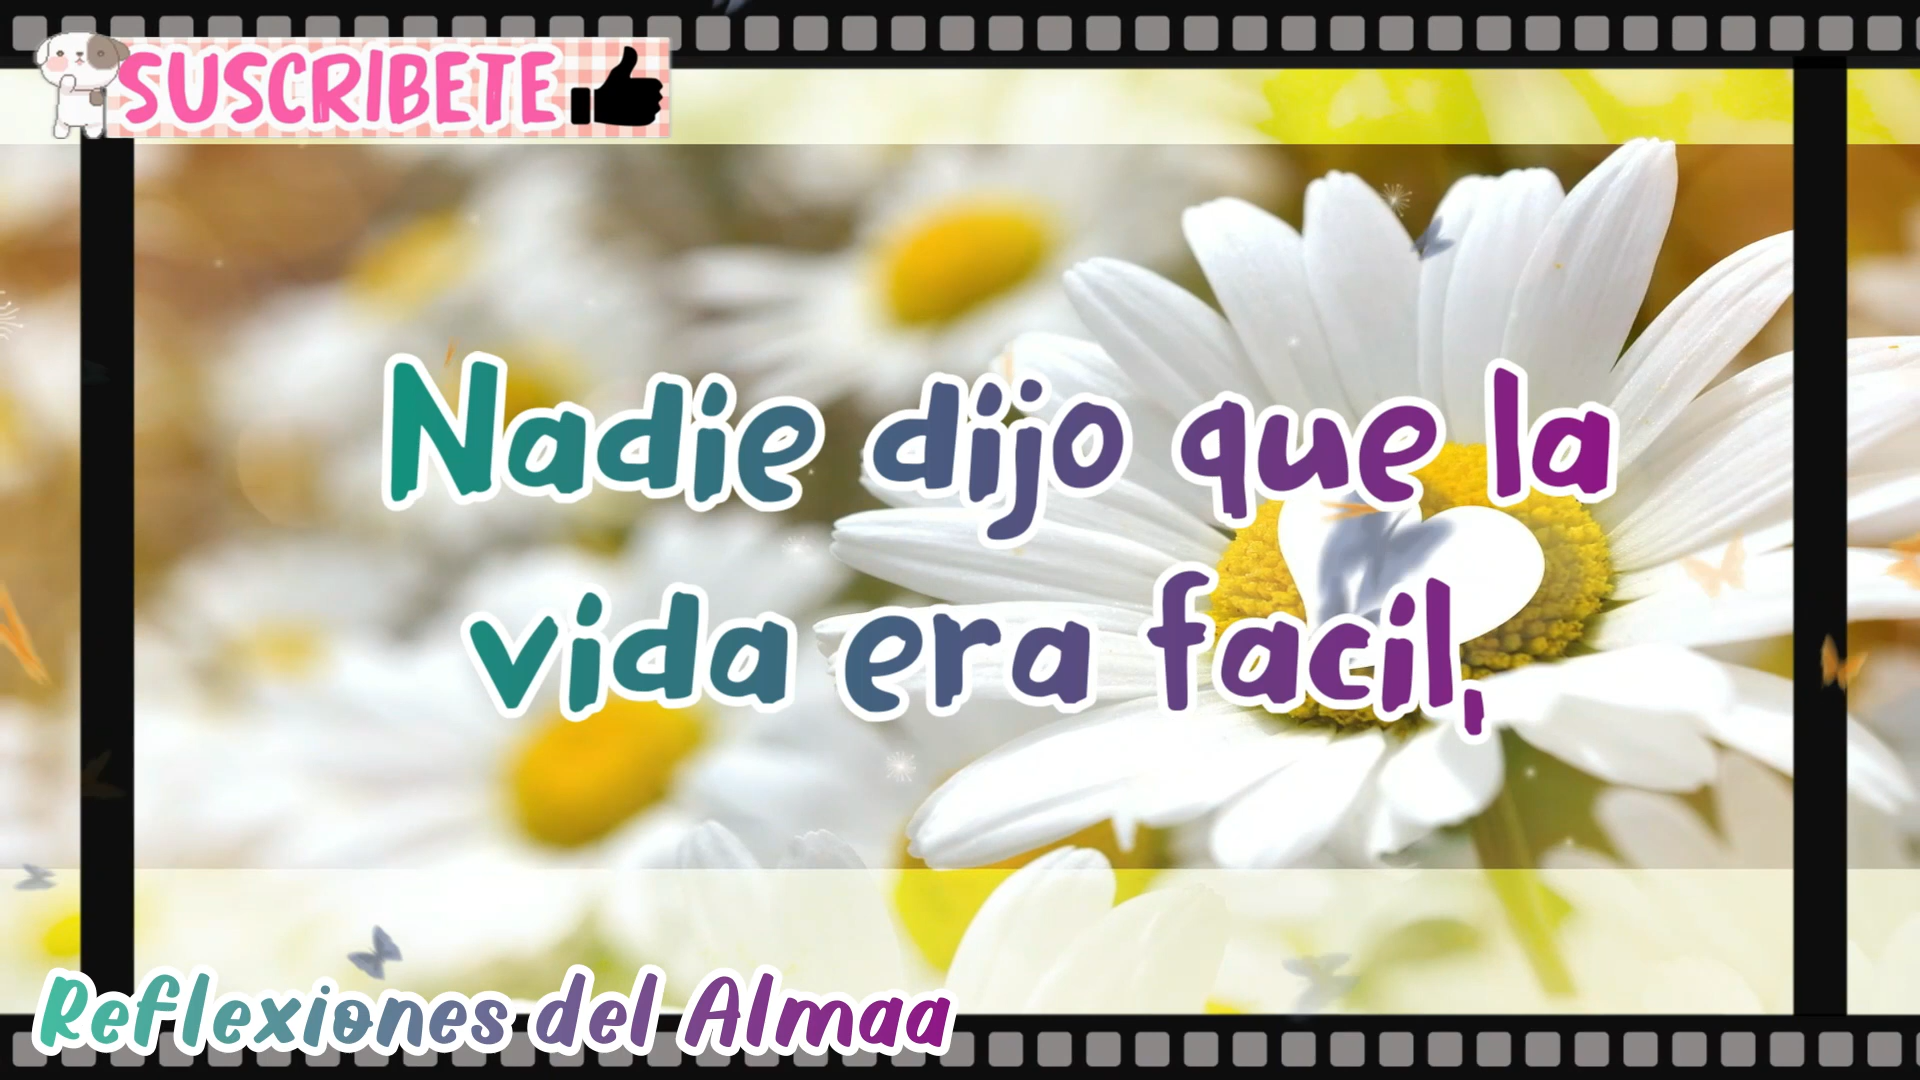 SUSCRIBETE
Nadie dijo que la
vida era facil,
Reflexiones del Almaa